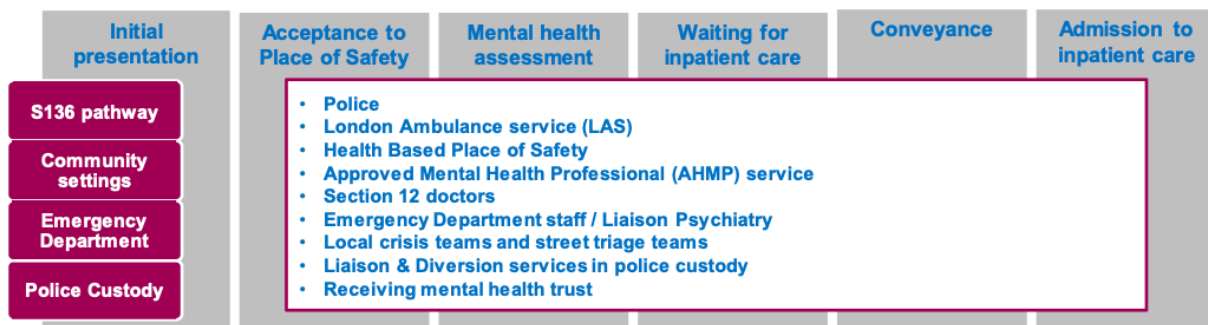 Initial
presentation
Acceptance to
Place of Safety
Mental health
assessment
Waiting for
inpatient care
Conveyance
Admission to
inpatient care
S136 pathway
Community
settings
Emergency
Department
Police Custody
• Police
• London Ambulance service (LAS)
• Health Based Place of Safety
• Approved Mental Health Professional (AHMP) service
• Section 12 doctors
• Emergency Department staff / Liaison Psychiatry
• Local crisis teams and street triage teams
• Liaison & Diversion services in police custody
• Receiving mental health trust